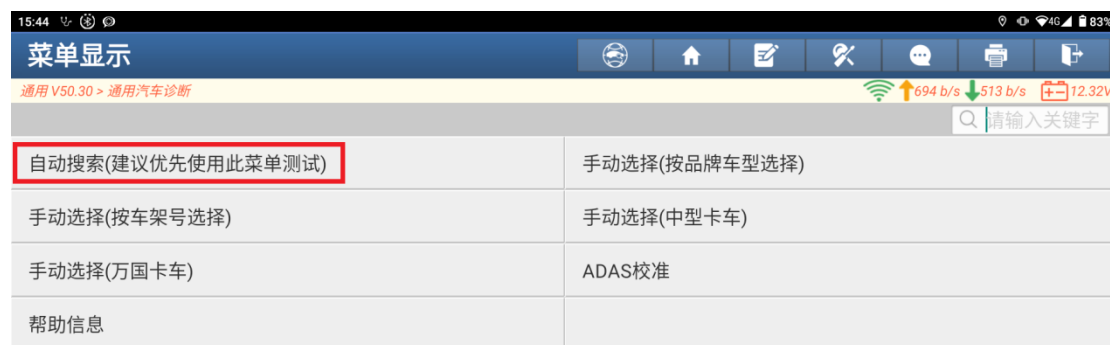 15:44 4G 83%
菜单显示
通用 V50.30 > 通用汽车诊断 694 b/s 513 b/s 12.32V
请输入关键字
自动搜索(建议优先使用此菜单测试) 手动选择(按品牌车型选择)
手动选择(按车架号选择) 手动选择(中型卡车)
手动选择(万国卡车) ADAS校准
帮助信息